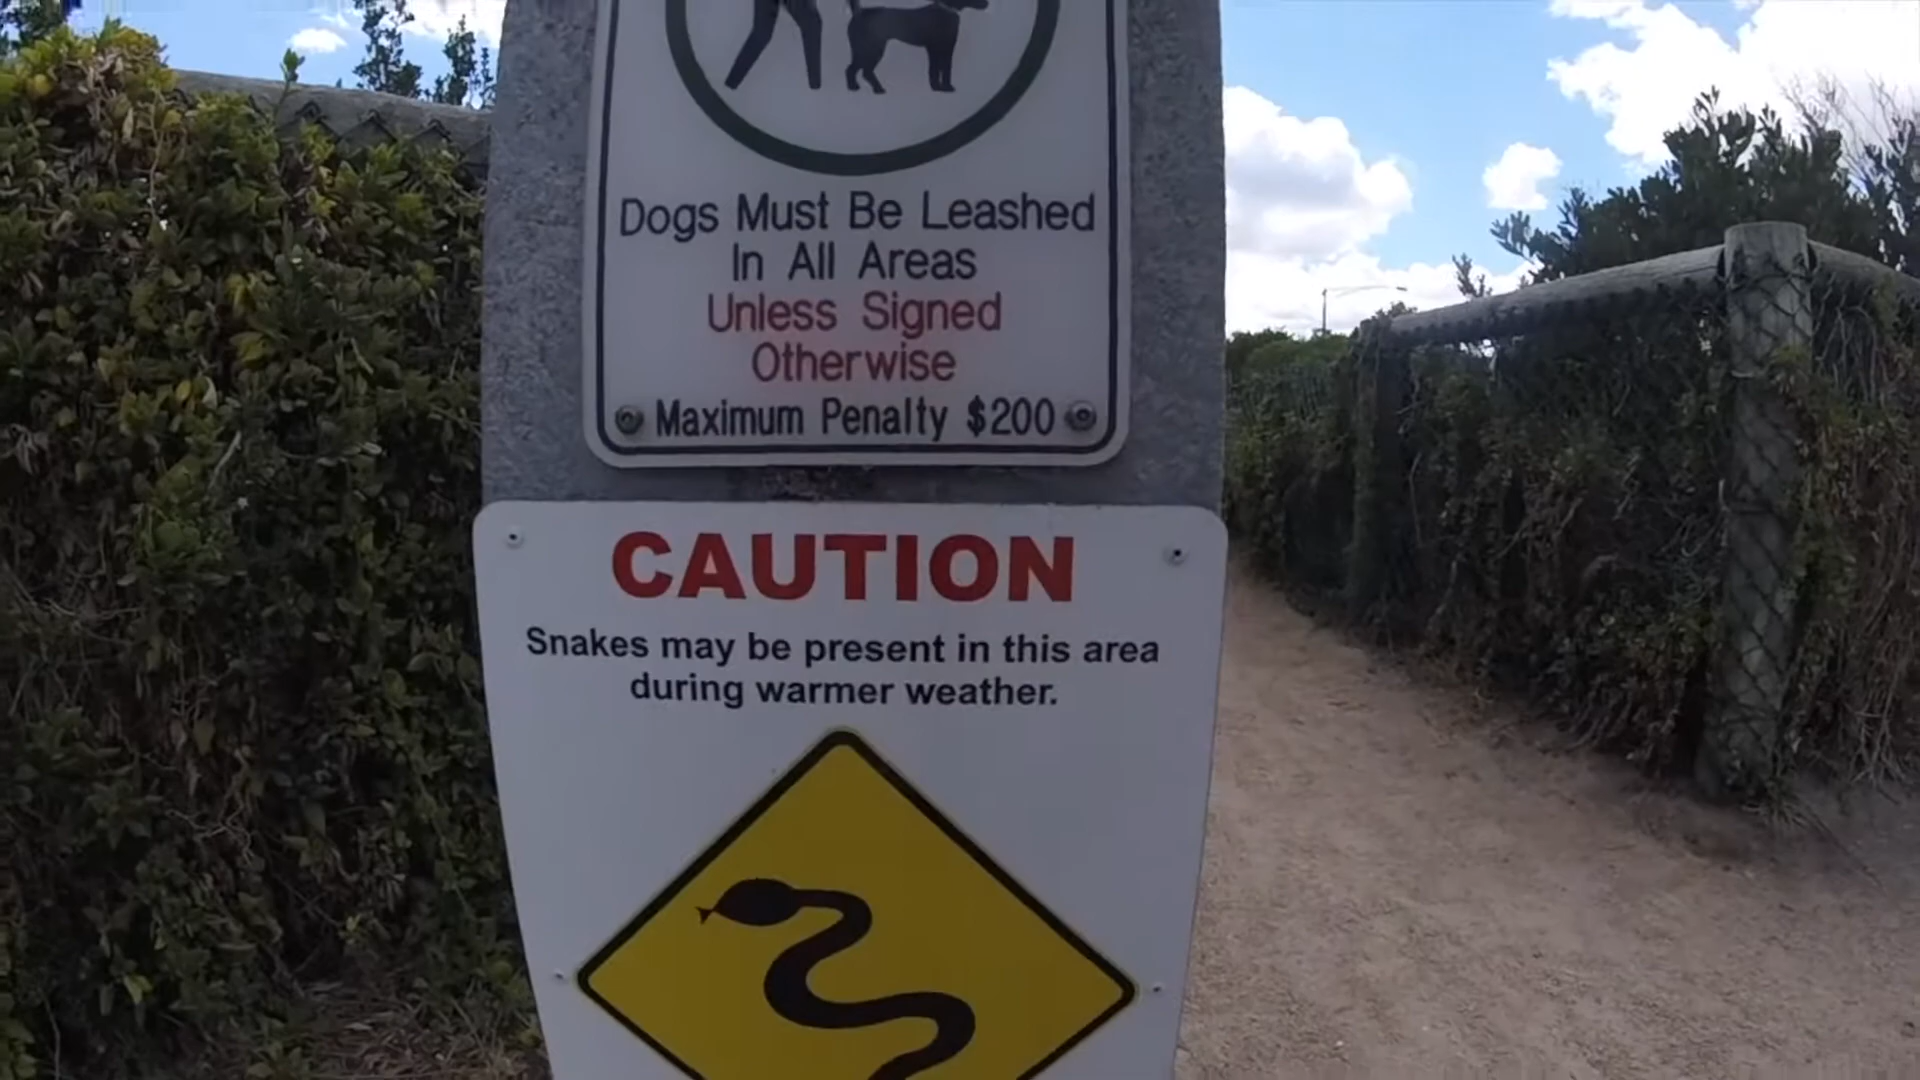 Dogs Must Be Leashed
In All Areas
Unless Signed
Otherwise
Maximum Penalty $200
CAUTION
Snakes may be present in this area
during warmer weather.